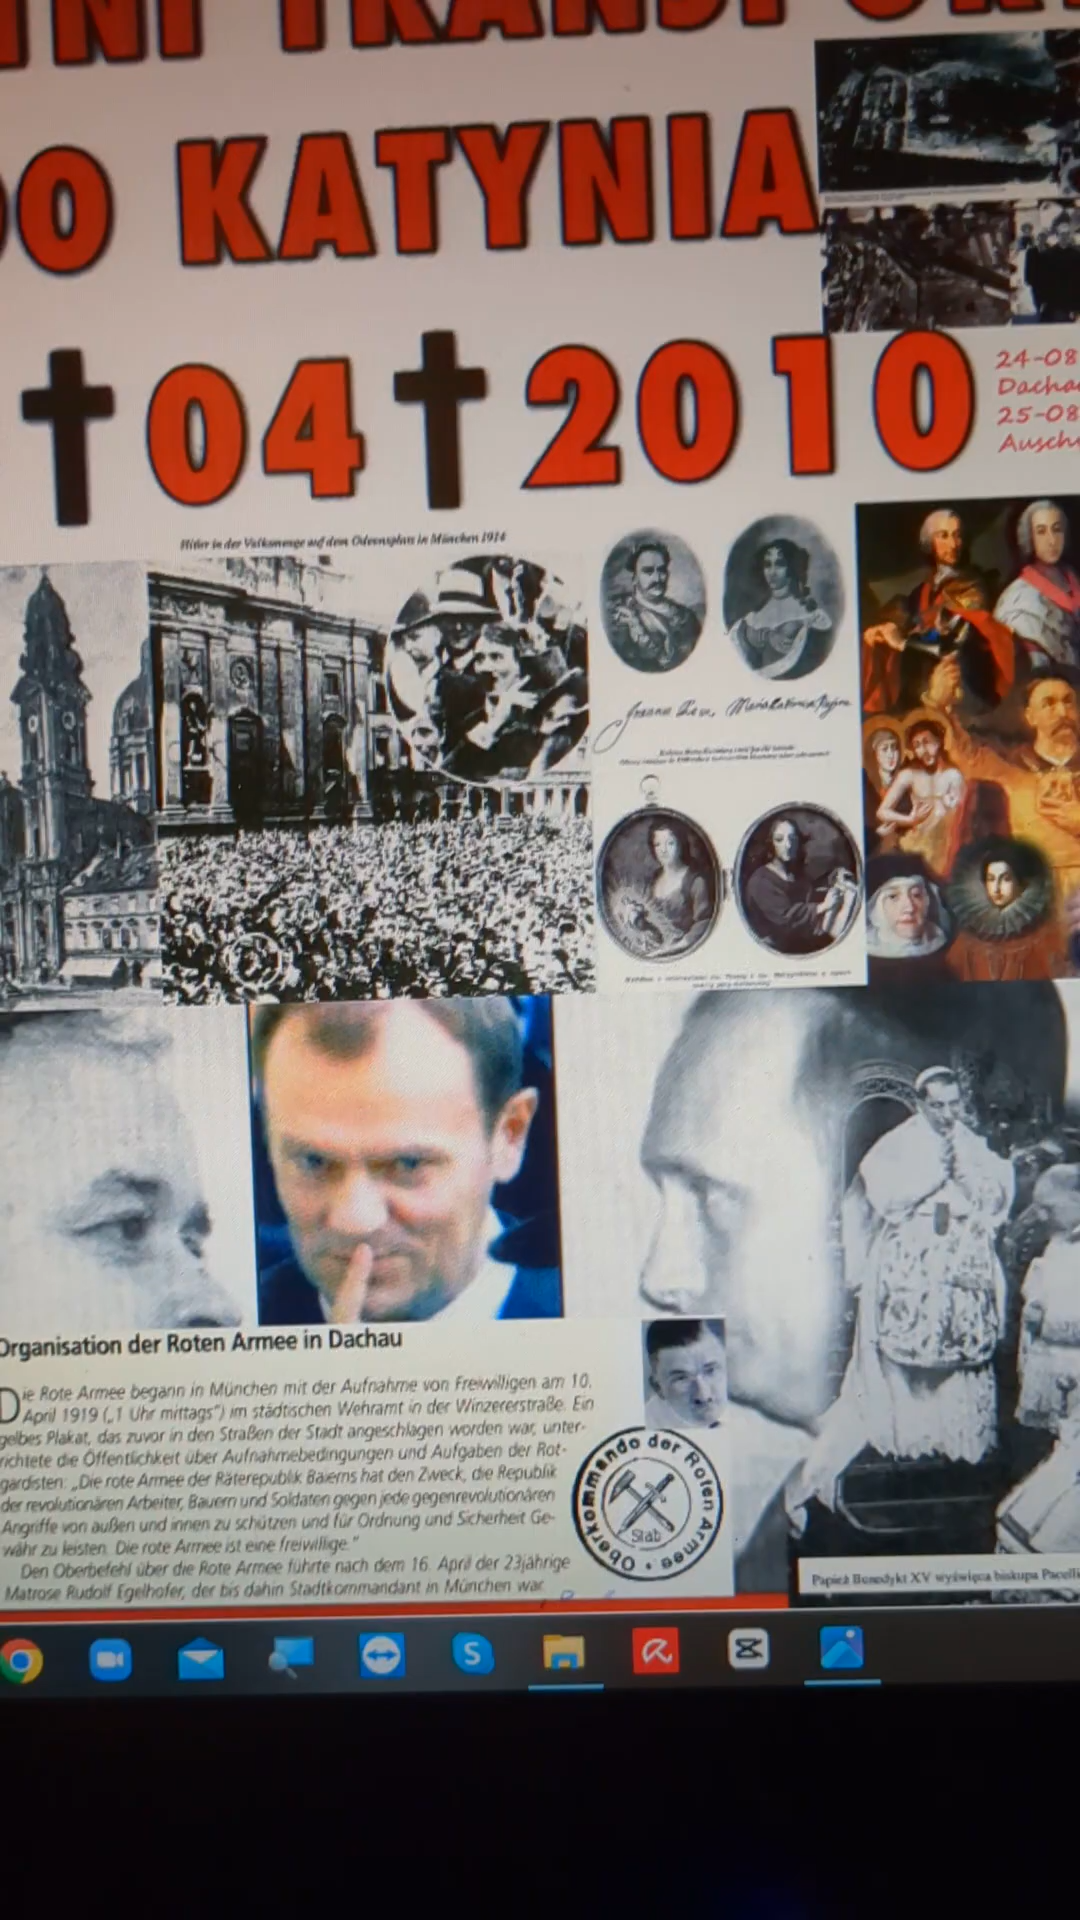 TRANSPORT
DO KATYNIA
04 2010
24-08
Dachau
25-08
Hitler in der Volksmenge auf dem Odeonsplatz in München 1914
Organisation der Roten Armee in Dachau
Die Rote Armee begann in München mit der Aufnahme von Freiwilligen am 10.
April 1919 („1 Uhr mittags“) im städtischen Wehramt in der Winzererstraße. Ein
gelbes Plakat, das zuvor in den Straßen der Stadt angeschlagen worden war, unter-
richtete die Öffentlichkeit über Aufnahmebedingungen und Aufgaben der Rot-
gardisten: „Die rote Armee der Räterepublik Baierns hat den Zweck, die Republik
der revolutionären Arbeiter, Bauern und Soldaten gegen jede gegenrevolutionären
Angriffe von außen und innen zu schützen und für Ordnung und Sicherheit Ge-
währ zu leisten. Die rote Armee ist eine freiwillige.“
Den Oberbefehl über die Rote Armee führte nach dem 16. April der 23jährige
Matrose Rudolf Egelhofer, der bis dahin Stadtkommandant in München war.
Oberkommando der Roten Armee
Stab
Papież Benedykt XV wyświęca biskupa Pacelli